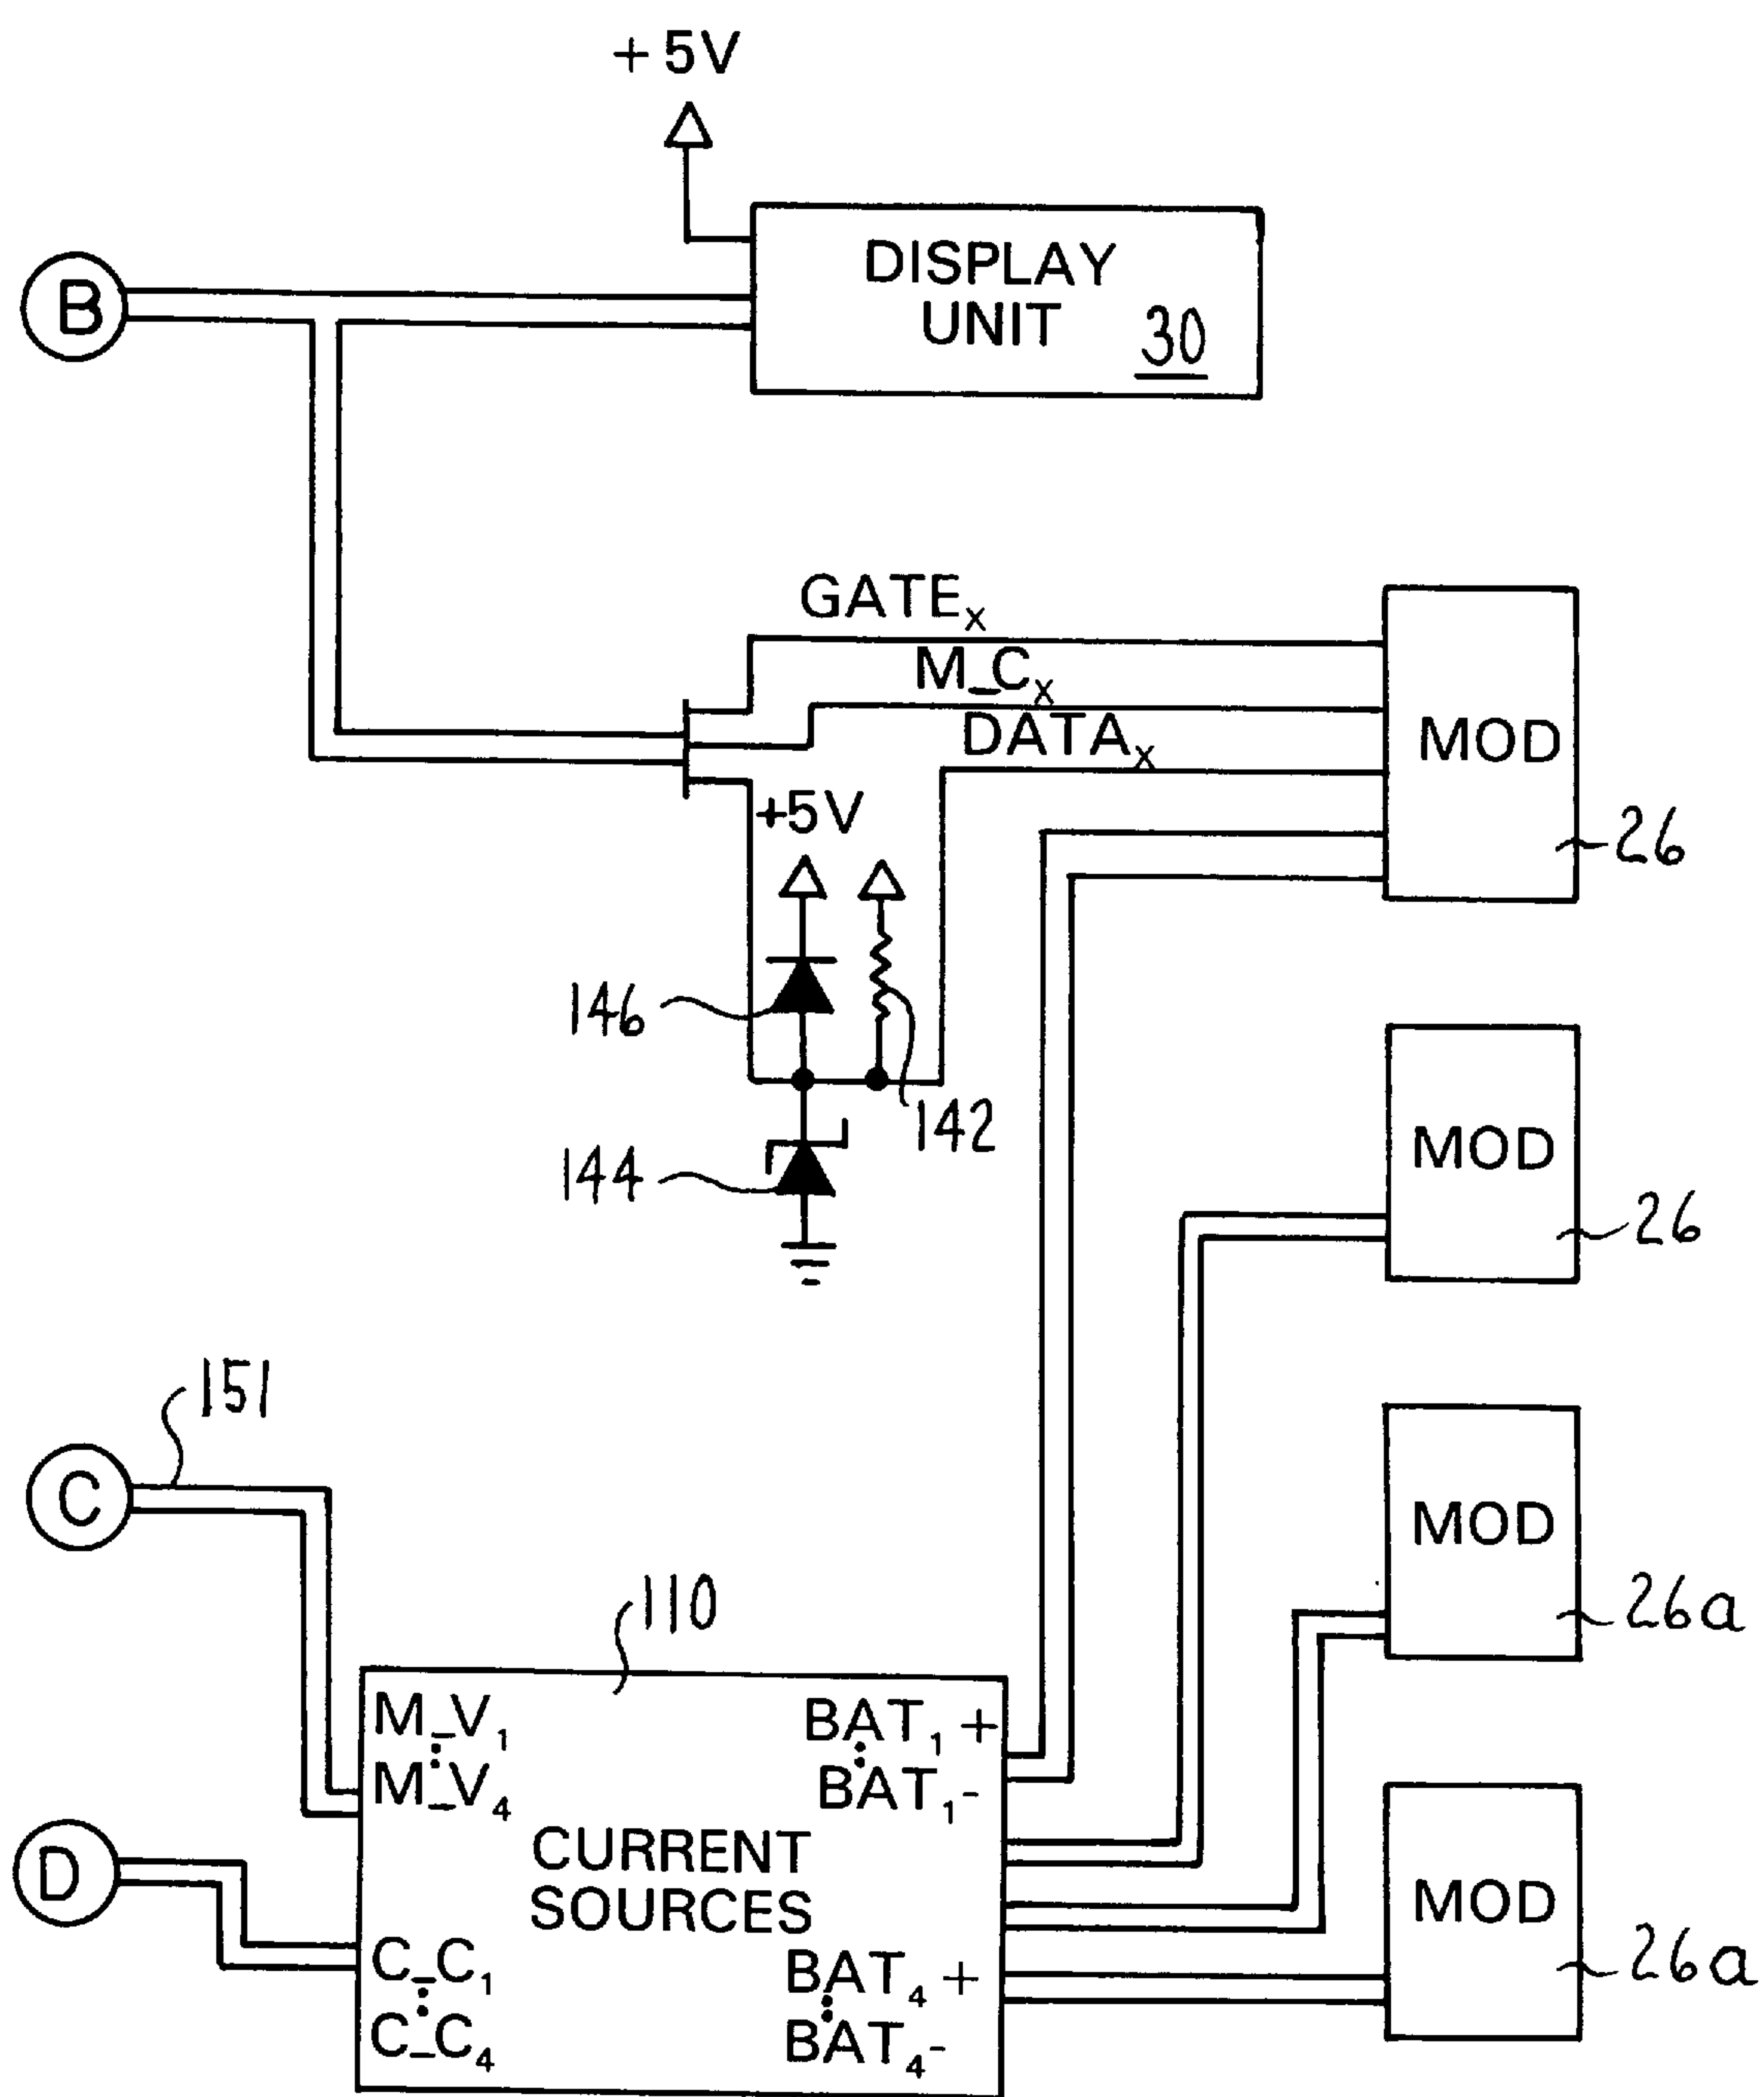 +5V
DISPLAY
UNIT
30
B
GATEₓ
M_Cₓ
DATAₓ
MOD
26
+5V
146
142
144
MOD
26
151
C
MOD
26a
110
M_V₁
M_V₄
BAT₁+
BAT₁-
CURRENT
SOURCES
D
C_C₁
C_C₄
BAT₄+
BAT₄-
MOD
26a